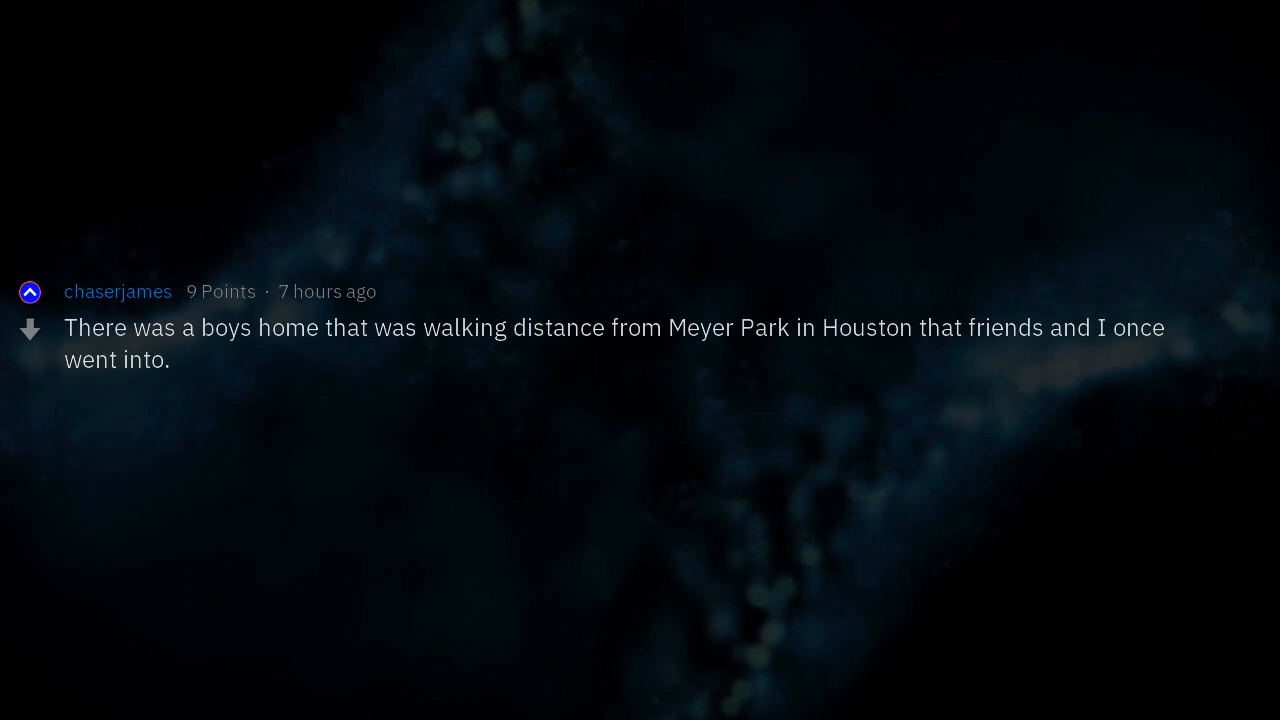 chaserjames 9 Points · 7 hours ago
There was a boys home that was walking distance from Meyer Park in Houston that friends and I once
went into.